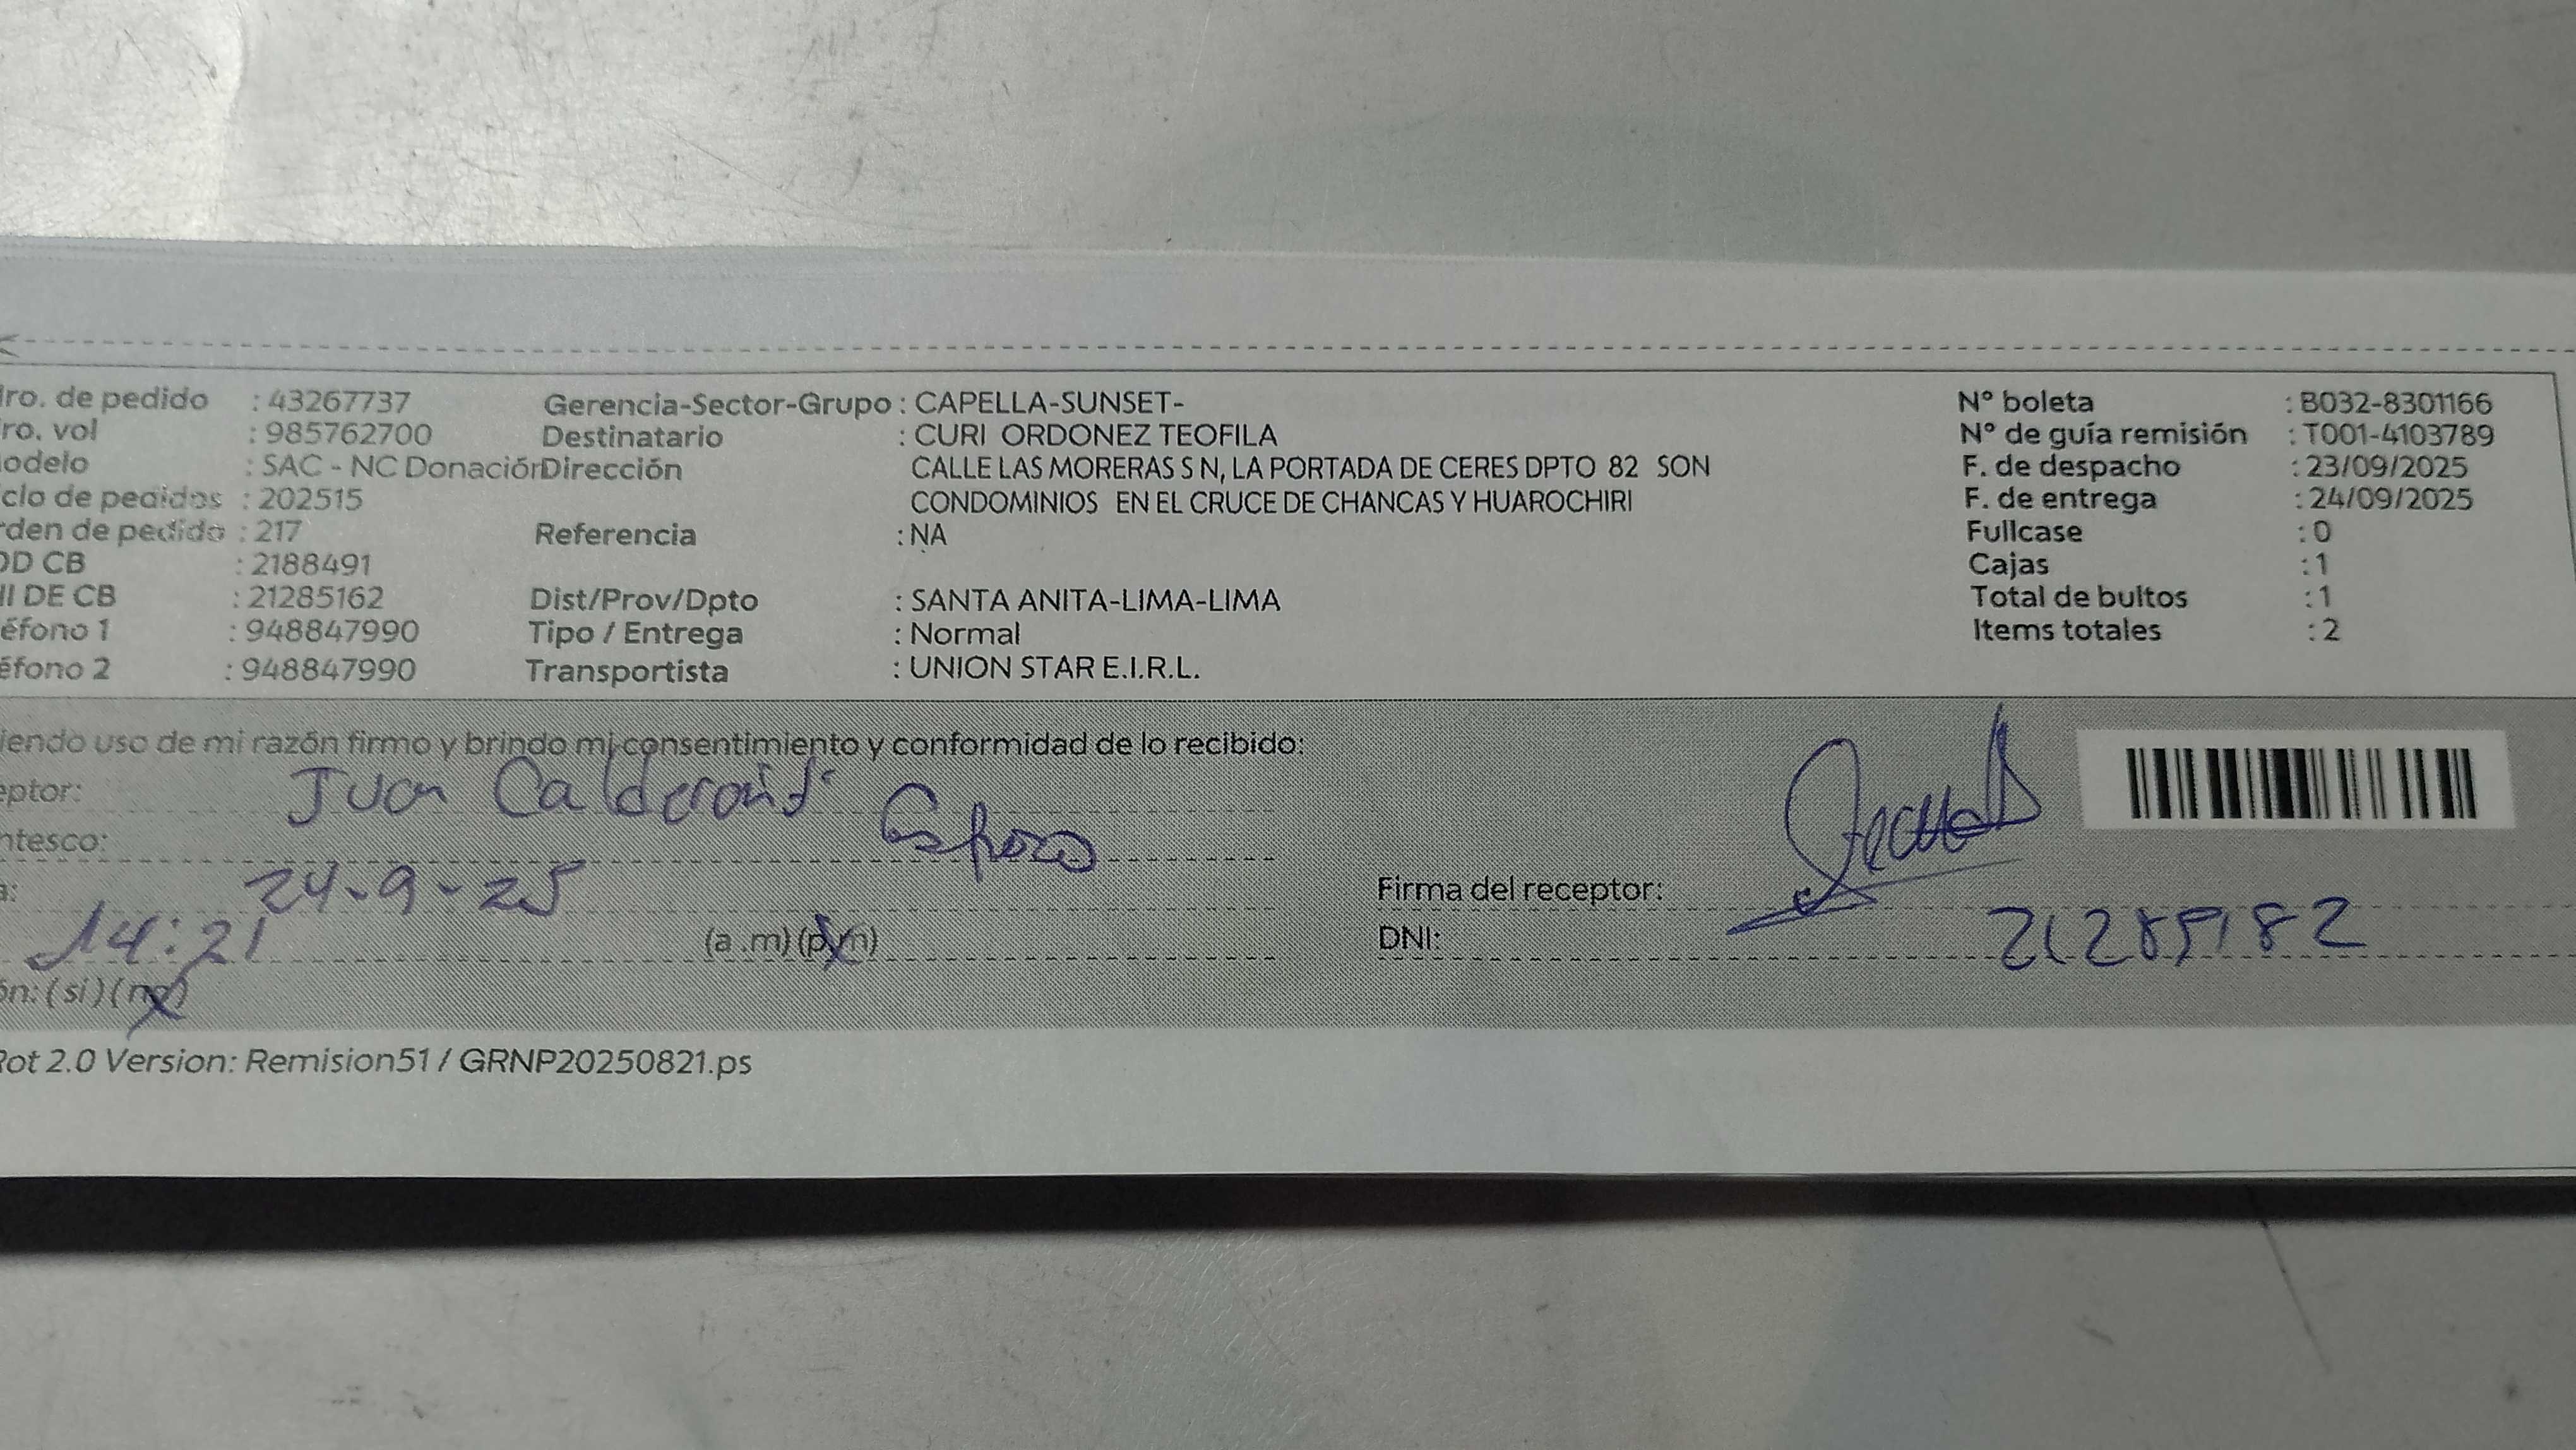 ro. de pedido : 43267737 Gerencia-Sector-Grupo : CAPELLA-SUNSET- N° boleta : B032-8301166
ro. vol : 985762700 Destinatario : CURI ORDONEZ TEOFILA N° de guía remisión : T001-4103789
odelo : SAC - NC Donación Dirección CALLE LAS MORERAS S N, LA PORTADA DE CERES DPTO 82 SON F. de despacho : 23/09/2025
clo de pedidos : 202515 CONDOMINIOS EN EL CRUCE DE CHANCAS Y HUAROCHIRI F. de entrega : 24/09/2025
rden de pedido : 217 Referencia : NA Fullcase : 0
OD CB : 2188491 Cajas : 1
NI DE CB : 21285162 Dist/Prov/Dpto : SANTA ANITA-LIMA-LIMA Total de bultos : 1
éfono 1 : 948847990 Tipo / Entrega : Normal Items totales : 2
éfono 2 : 948847990 Transportista : UNION STAR E.I.R.L.
iendo uso de mi razón firmo y brindo mi consentimiento y conformidad de lo recibido:
eptor: Juan
ntesco: Esposo
a: 24-9-25 Firma del receptor:
14:21 (a .m) (p.m) DNI:
ón: ( si ) ( no )
Rot 2.0 Version: Remision51 / GRNP20250821.ps